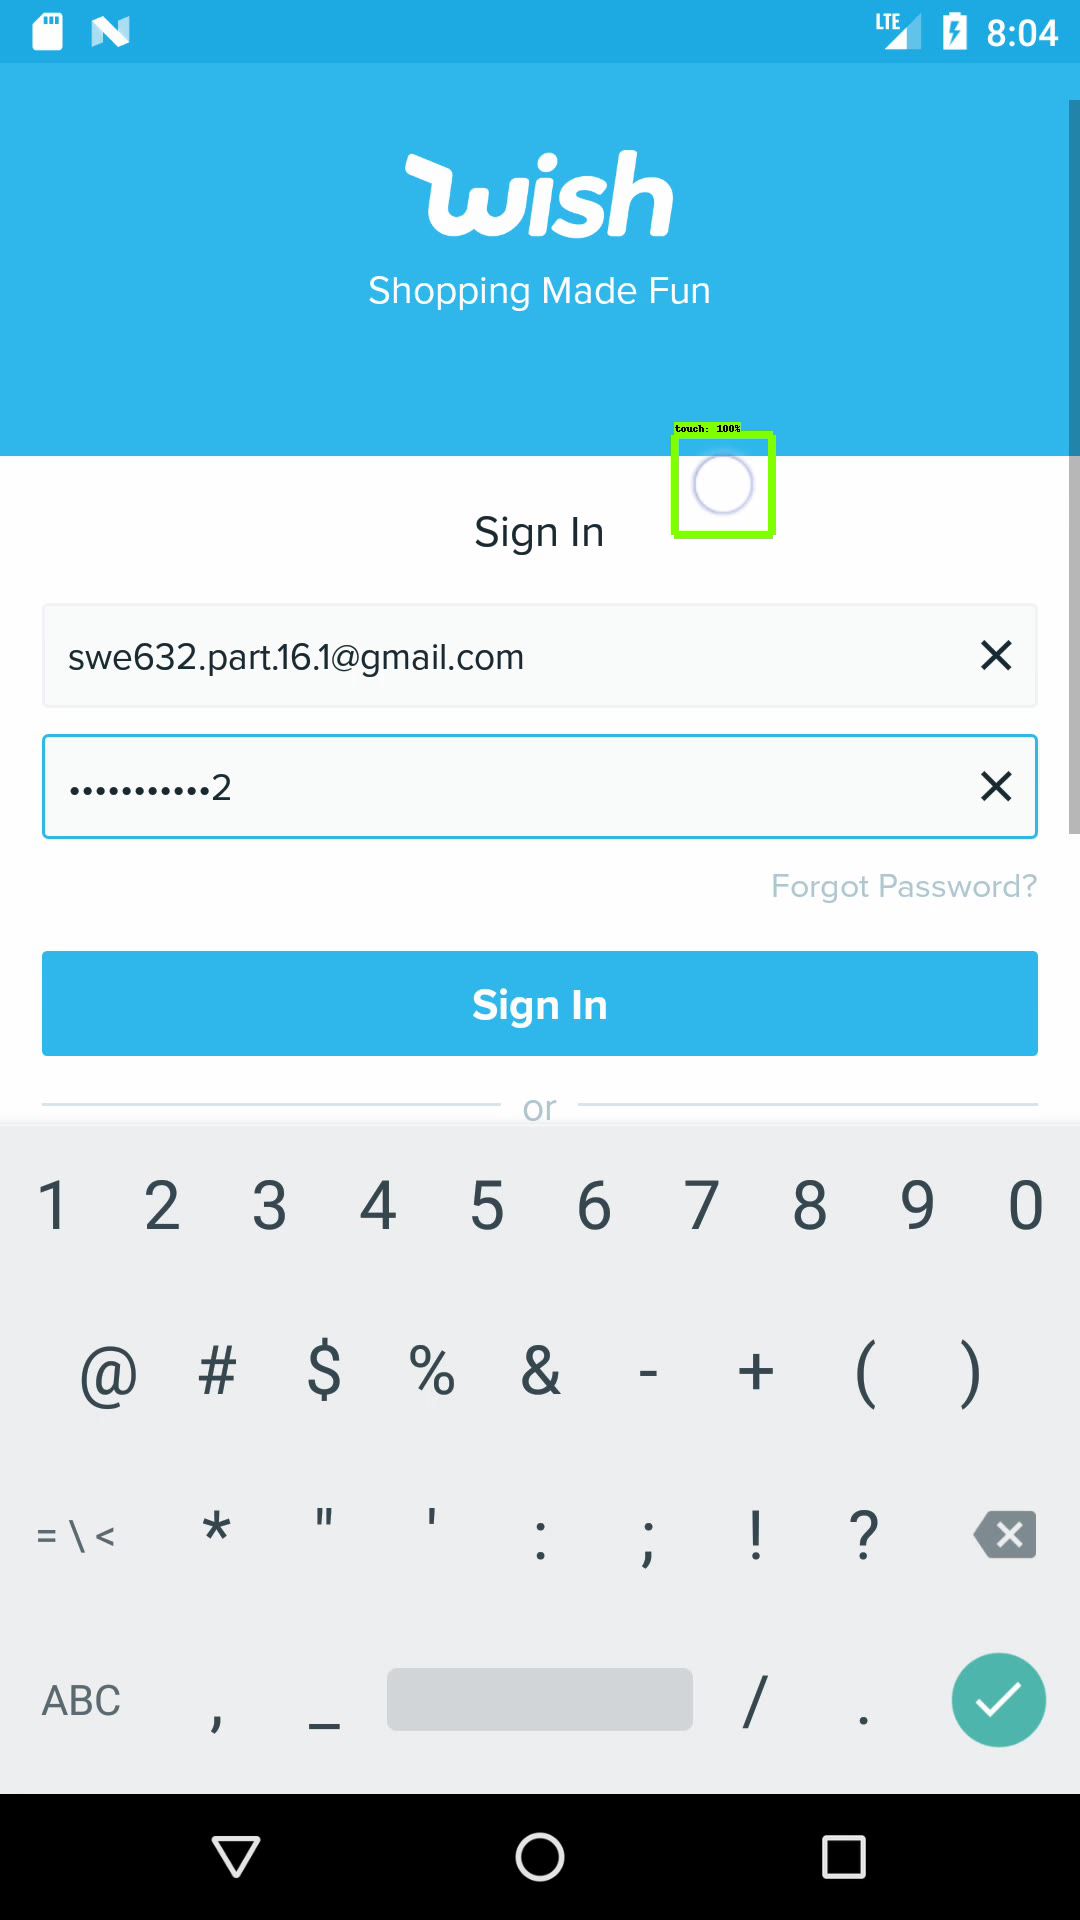 LTE 8:04
wish
Shopping Made Fun
touch: 100%
Sign In
swe632.part.16.1@gmail.com
•••••••••••2
Forgot Password?
Sign In
or
1 2 3 4 5 6 7 8 9 0
@ # $ % & - + ( )
= \ < * " ' : ; ! ?
ABC , _ / .